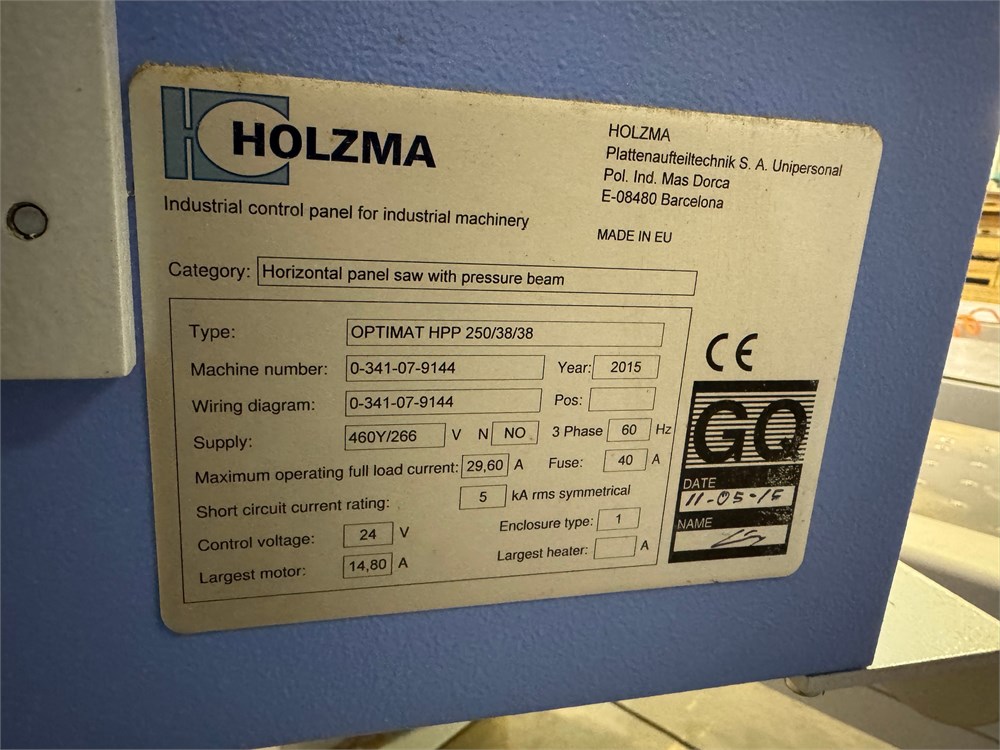 HOLZMA
Industrial control panel for industrial machinery
HOLZMA
Plattenaufteiltechnik S. A. Unipersonal
Pol. Ind. Mas Dorca
E-08480 Barcelona
MADE IN EU
Category: Horizontal panel saw with pressure beam
Type: OPTIMAT HPP 250/38/38
Machine number: 0-341-07-9144 Year: 2015
Wiring diagram: 0-341-07-9144 Pos:
Supply: 460Y/266 V N NO 3 Phase 60 Hz
Maximum operating full load current: 29,60 A Fuse: 40 A
Short circuit current rating: 5 kA rms symmetrical
Control voltage: 24 V Enclosure type: 1
Largest motor: 14,80 A Largest heater: A
CE
GQ
DATE
11-05-15
NAME